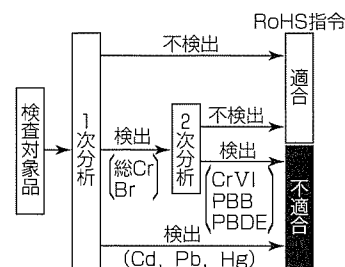 RoHS指令
不検出
適合
検査対象品
1次分析
検出
(総Cr
Br)
2次分析
不検出
検出
(CrVI
PBB
PBDE)
不適合
検出
(Cd, Pb, Hg)